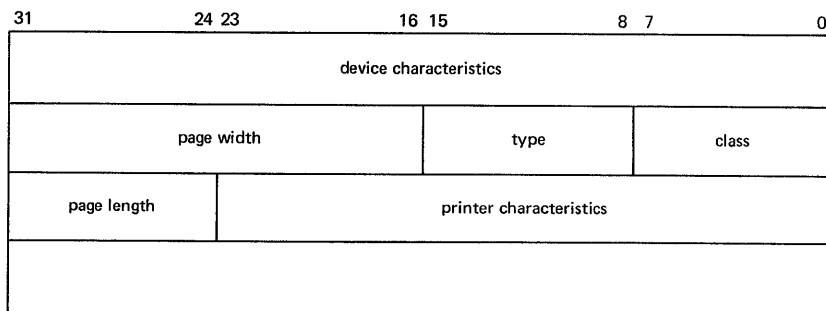 31 24 23 16 15 8 7 0
device characteristics
page width type class
page length printer characteristics